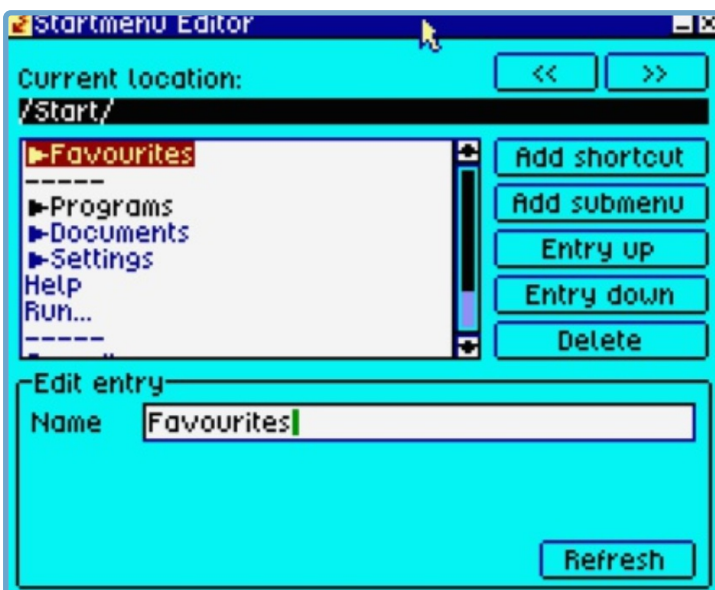 Startmenu Editor
Current location:
<< >>
/Start/
Favourites
-----
Programs
Documents
Settings
Help
Run...
-----
Add shortcut
Add submenu
Entry up
Entry down
Delete
Edit entry
Name Favourites
Refresh